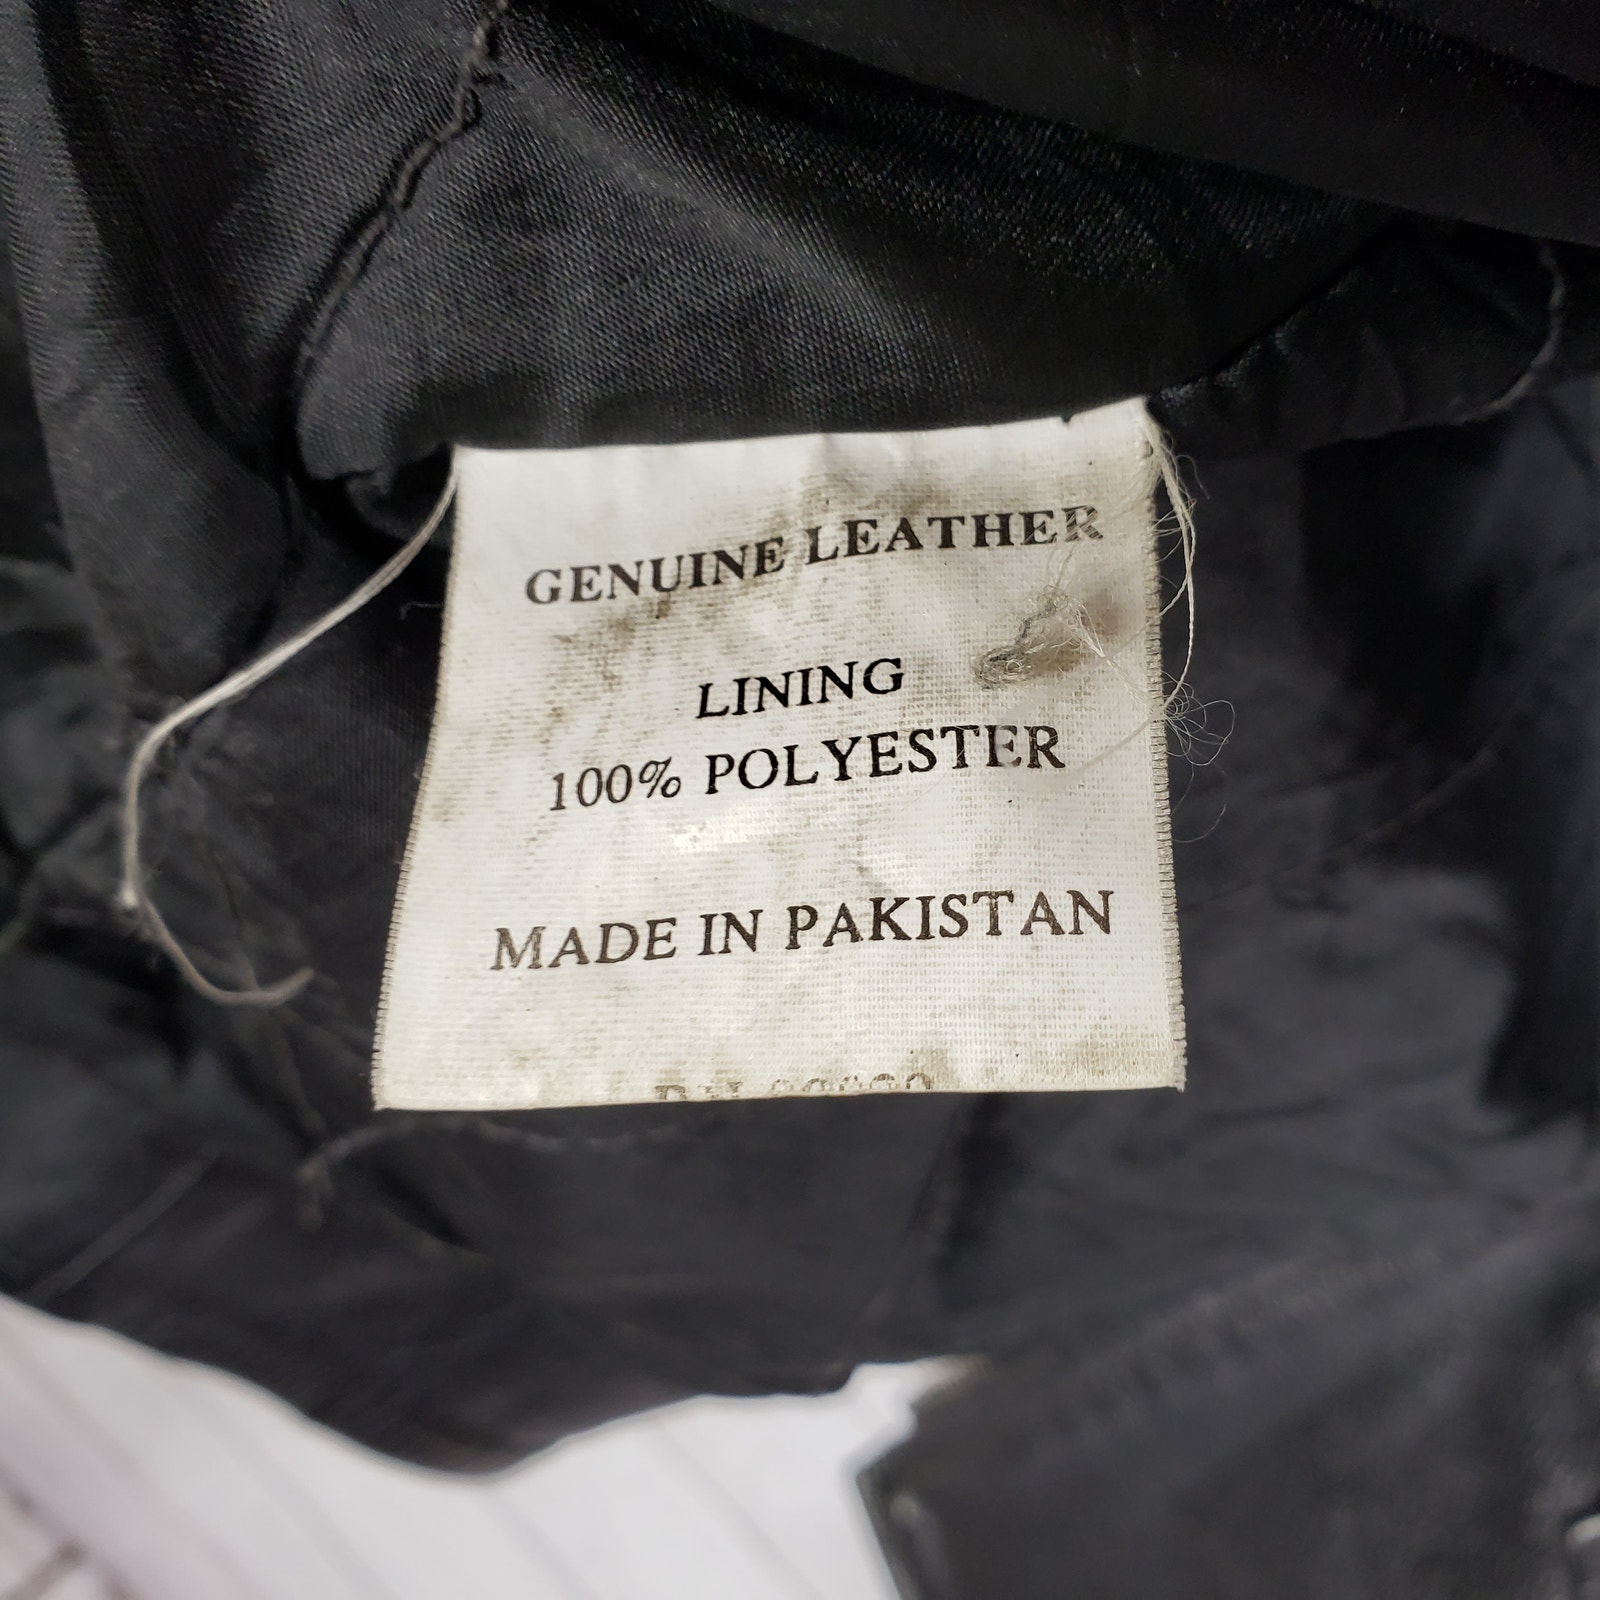 GENUINE LEATHER
LINING
100% POLYESTER
MADE IN PAKISTAN